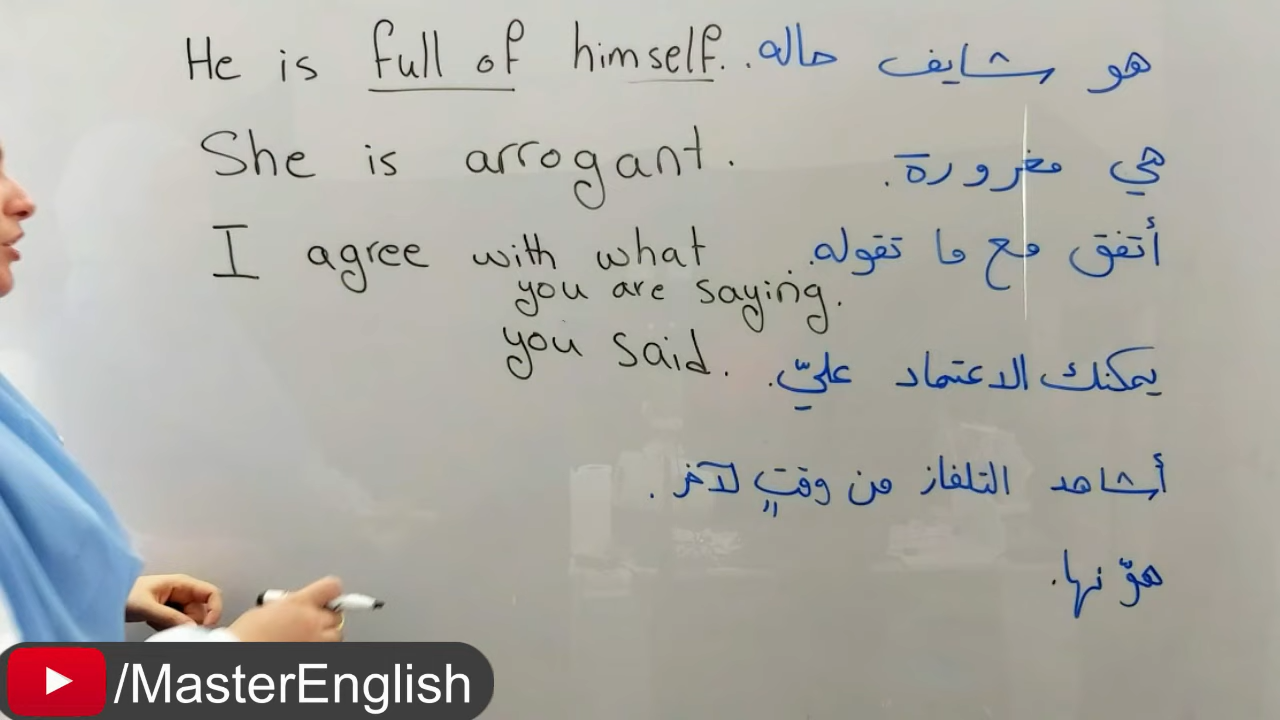 He is full of himself. هو شايف حاله.
She is arrogant. هي مغرورة.
I agree with what أتفق مع ما تقوله.
you are saying.
you said. يمكنك الاعتماد عليّ.
أشاهد التلفاز من وقتٍ لآخر.
هوّنها.
/MasterEnglish